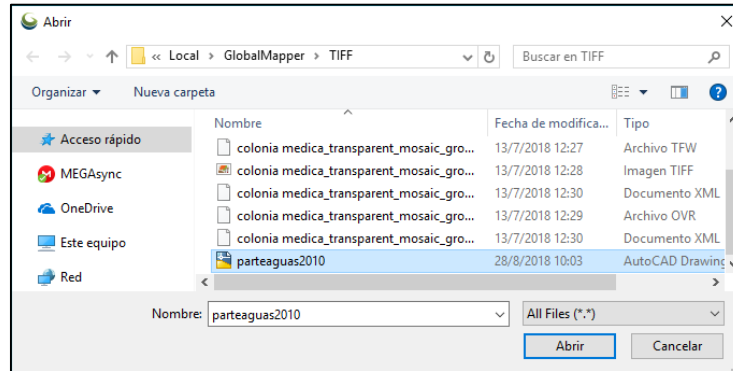 Abrir
« Local > GlobalMapper > TIFF
Buscar en TIFF
Organizar
Nueva carpeta
Nombre
Fecha de modifica...
Tipo
Acceso rápido
MEGAsync
OneDrive
Este equipo
Red
colonia medica_transparent_mosaic_gro... 13/7/2018 12:27 Archivo TFW
colonia medica_transparent_mosaic_gro... 13/7/2018 12:28 Imagen TIFF
colonia medica_transparent_mosaic_gro... 13/7/2018 12:30 Documento XML
colonia medica_transparent_mosaic_gro... 13/7/2018 12:29 Archivo OVR
colonia medica_transparent_mosaic_gro... 13/7/2018 12:30 Documento XML
parteaguas2010 28/8/2018 10:03 AutoCAD Drawing
Nombre: parteaguas2010
All Files (*.*)
Abrir
Cancelar